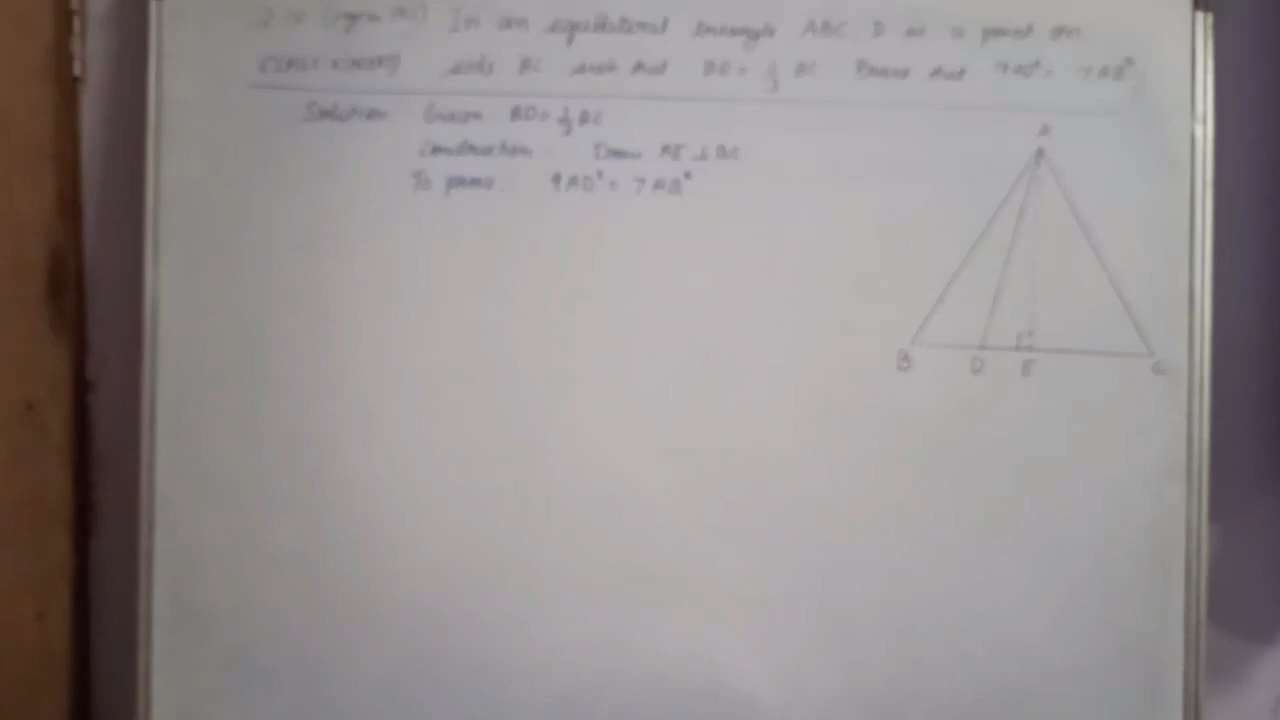 In an equilateral triangle ABC D is a point on
side BC such that BD = 1/3 BC Prove that 9AD² = 7AB²
Solution Given BD = 1/3 BC
Construction Draw AE ⊥ BC
To prove 9AD² = 7AB²
A
B D E C